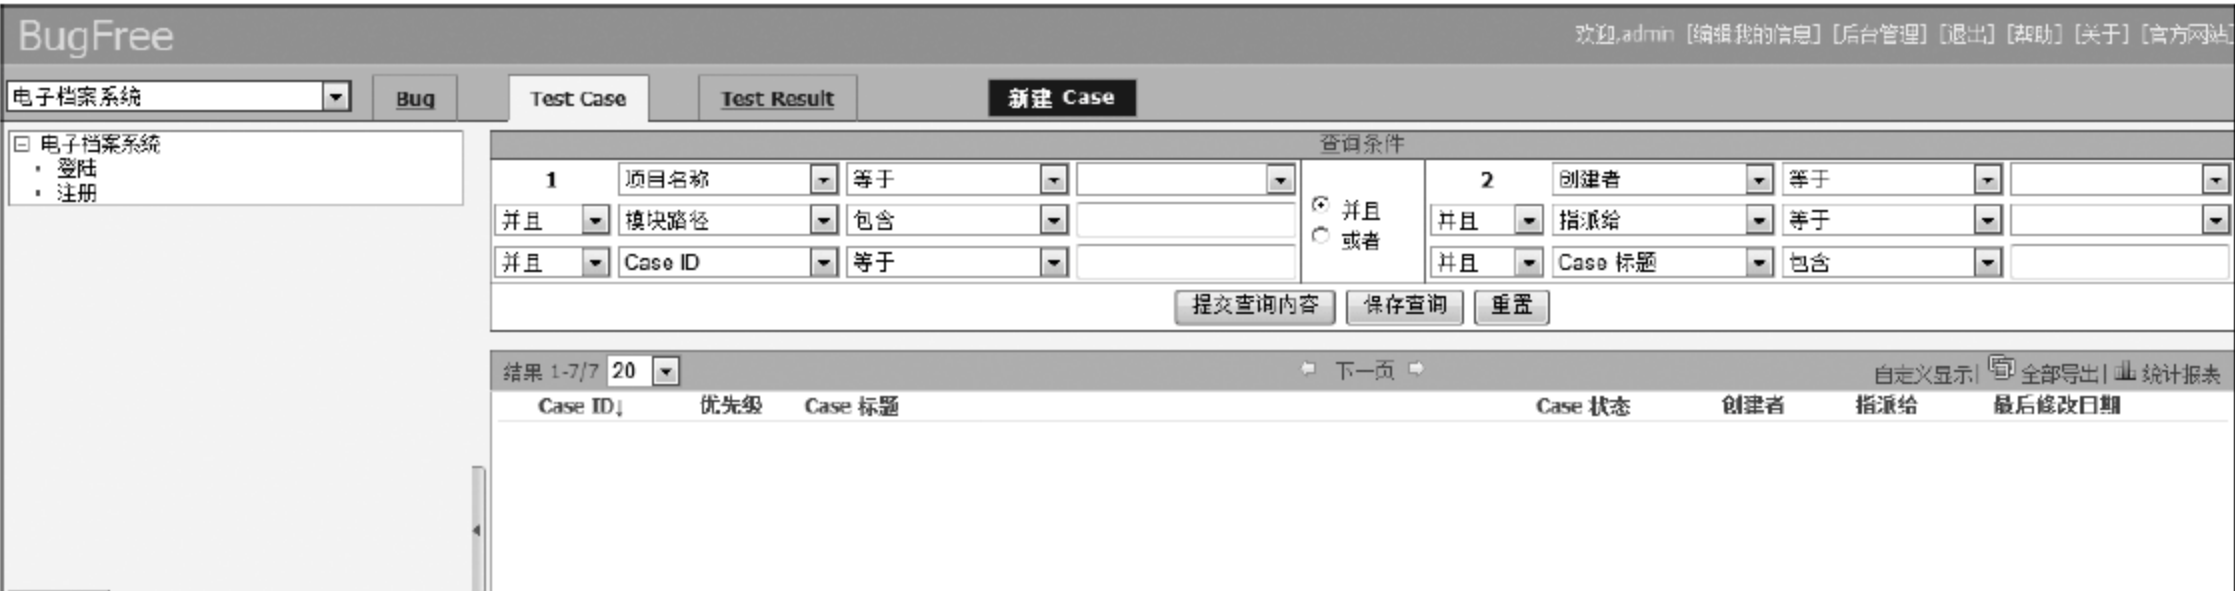 BugFree
欢迎,admin [编辑我的信息] [后台管理] [退出] [帮助] [关于] [官方网站]
电子档案系统 Bug Test Case Test Result 新建 Case
电子档案系统
登陆
注册
查询条件
1 项目名称 等于 2 创建者 等于
并且 模块路径 包含 并且 并且 指派给 等于
或者
并且 Case ID 等于 并且 Case 标题 包含
提交查询内容 保存查询 重置
结果 1-7/7 20 下一页 自定义显示| 全部导出| 统计报表
Case ID↓ 优先级 Case 标题 Case 状态 创建者 指派给 最后修改日期